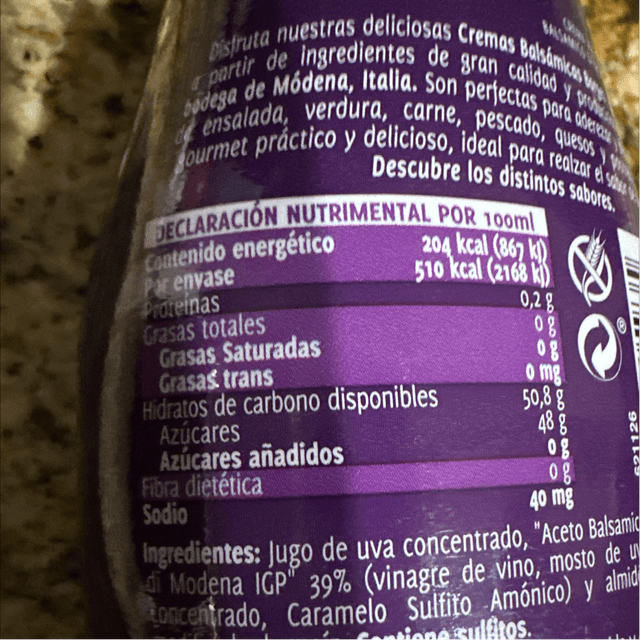 Disfruta nuestras deliciosas Cremas Balsámicas
a partir de ingredientes de gran calidad y
bodega de Módena, Italia. Son perfectas para aderezar
de ensalada, verdura, carne, pescado, quesos y
gourmet práctico y delicioso, ideal para realzar el sabor
Descubre los distintos sabores.
DECLARACIÓN NUTRIMENTAL POR 100ml
Contenido energético 204 kcal (867 kJ)
Por envase 510 kcal (2168 kJ)
Proteínas 0,2 g
Grasas totales 0 g
Grasas Saturadas 0 g
Grasas trans 0 mg
Hidratos de carbono disponibles 50,8 g
Azúcares 48 g
Azúcares añadidos 0 g
Fibra dietética 0 g
Sodio 40 mg
Ingredientes: Jugo de uva concentrado, "Aceto Balsamico
di Modena IGP" 39% (vinagre de vino, mosto de uva
concentrado, Caramelo Sulfito Amónico) y almidón
Contiene sulfitos.
®